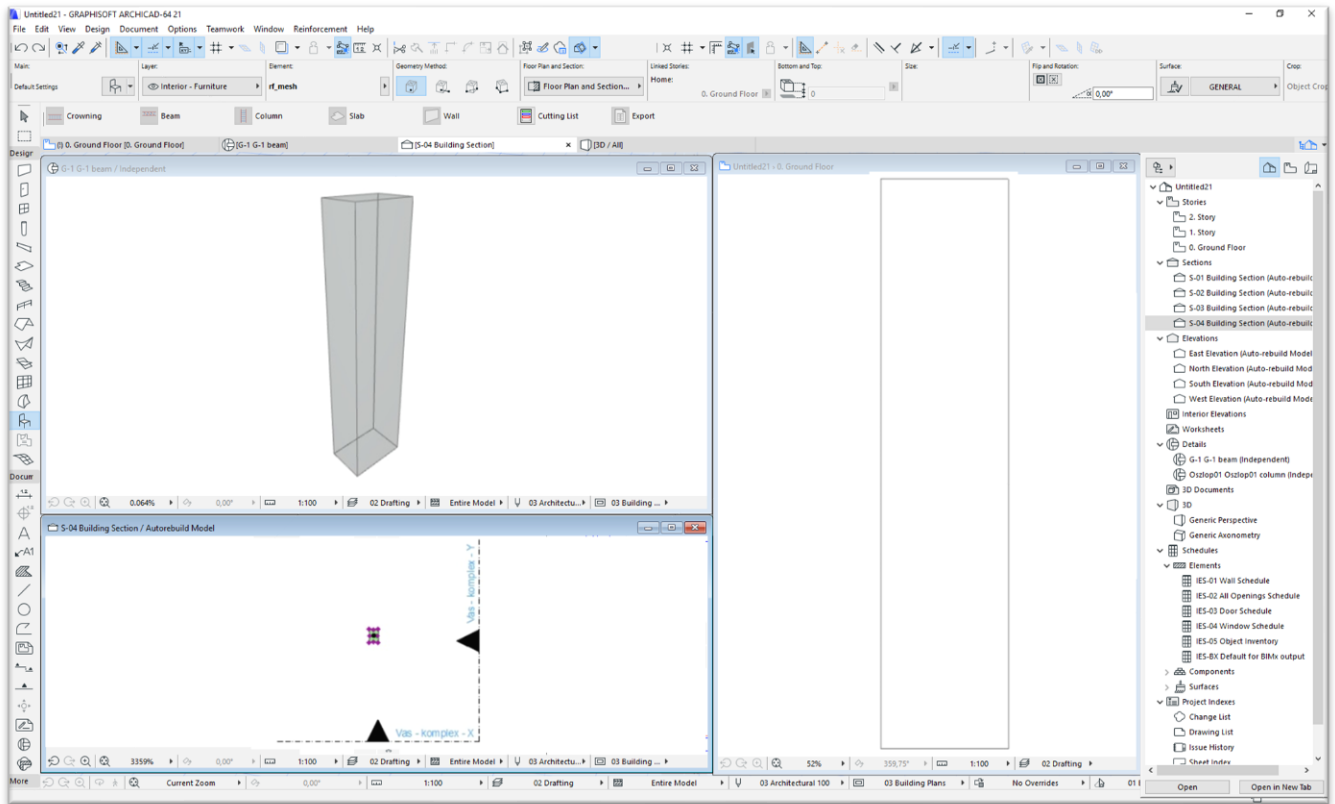 Untitled21 - GRAPHISOFT ARCHICAD-64 21
File Edit View Design Document Options Teamwork Window Reinforcement Help
Main: Layer: Element: Geometry Method: Floor Plan and Section: Linked Stories: Bottom and Top: Size: Flip and Rotation: Surface: Crop
Home:
Default Settings Interior - Furniture rf_mesh Floor Plan and Section... 0. Ground Floor 0 0,00° GENERAL Object Crop
Crowning Beam Column Slab Wall Cutting List Export
(I) 0. Ground Floor [0. Ground Floor] [G-1 G-1 beam] [S-04 Building Section] [3D / All]
Design
G-1 G-1 beam / Independent
0.064% 0,00° 1:100 02 Drafting Entire Model 03 Architectu... 03 Building ...
Docum
A1
More
S-04 Building Section / Autorebuild Model
Vas - komplex - Y
Vas - komplex - X
3359% 0,00° 1:100 02 Drafting Entire Model 03 Architectu... 03 Building ...
Untitled21 › 0. Ground Floor
52% 359,75° 1:100 02 Drafting
Untitled21
Stories
2. Story
1. Story
0. Ground Floor
Sections
S-01 Building Section (Auto-rebuild
S-02 Building Section (Auto-rebuild
S-03 Building Section (Auto-rebuild
S-04 Building Section (Auto-rebuild
Elevations
East Elevation (Auto-rebuild Model
North Elevation (Auto-rebuild Mod
South Elevation (Auto-rebuild Mod
West Elevation (Auto-rebuild Mode
Interior Elevations
Worksheets
Details
G-1 G-1 beam (Independent)
Oszlop01 Oszlop01 column (Indepe
3D Documents
3D
Generic Perspective
Generic Axonometry
Schedules
Elements
IES-01 Wall Schedule
IES-02 All Openings Schedule
IES-03 Door Schedule
IES-04 Window Schedule
IES-05 Object Inventory
IES-BX Default for BIMx output
Components
Surfaces
Project Indexes
Change List
Drawing List
Issue History
Sheet Index
Open Open in New Tab
Current Zoom 0,00° 1:100 02 Drafting Entire Model 03 Architectural 100 03 Building Plans No Overrides